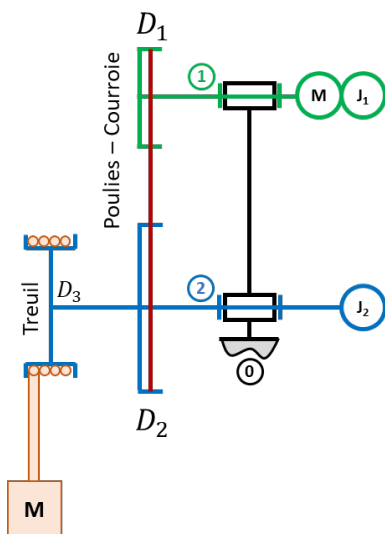 D₁
1
M J₁
Poulies – Courroie
Treuil
D₃
2
J₂
0
D₂
M